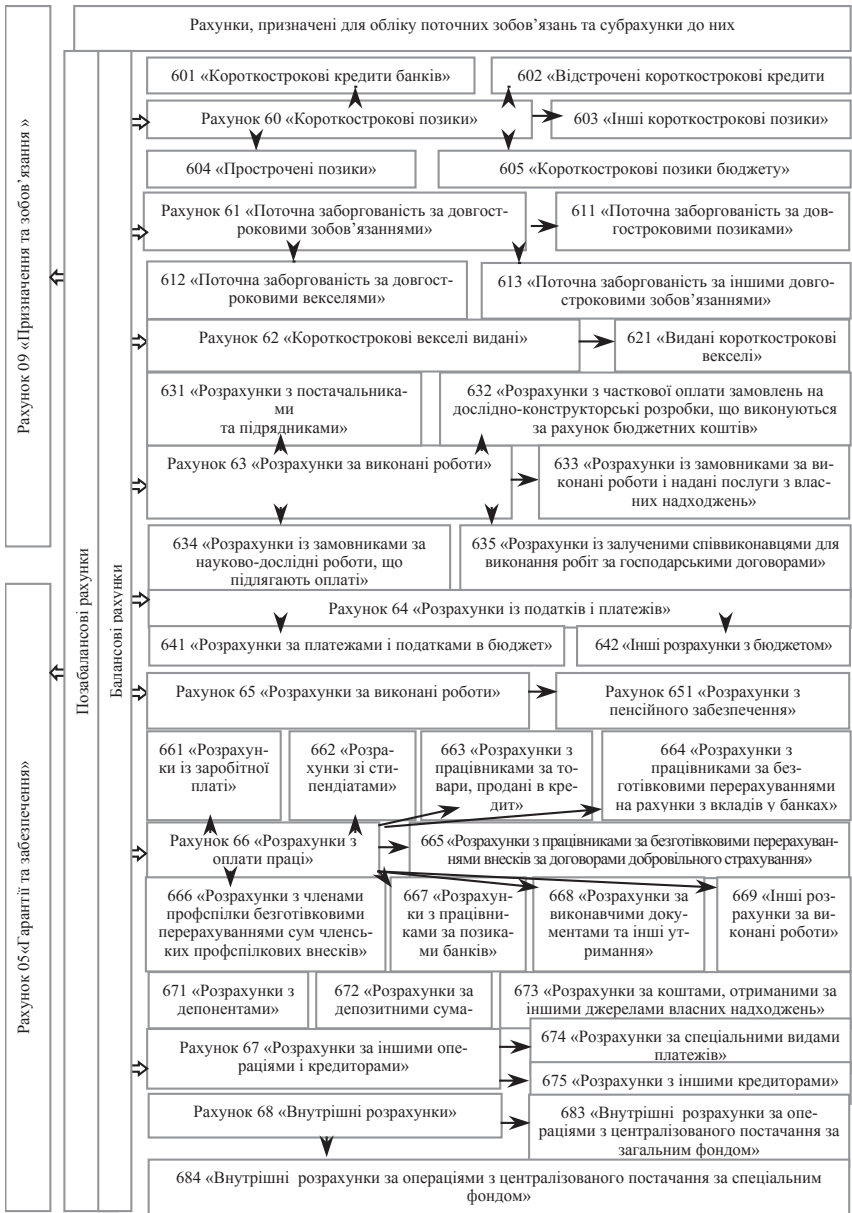 Рахунки, призначені для обліку поточних зобов’язань та субрахунки до них
Рахунок 09 «Призначення та зобов’язання »
Рахунок 05«Гарантії та забезпечення»
Позабалансові рахунки
Балансові рахунки
601 «Короткострокові кредити банків»
602 «Відстрочені короткострокові кредити
Рахунок 60 «Короткострокові позики»
603 «Інші короткострокові позики»
604 «Прострочені позики»
605 «Короткострокові позики бюджету»
Рахунок 61 «Поточна заборгованість за довгост-
роковими зобов’язаннями»
611 «Поточна заборгованість за дов-
гостроковими позиками»
612 «Поточна заборгованість за довгост-
роковими векселями»
613 «Поточна заборгованість за іншими довго-
строковими зобов’язаннями»
Рахунок 62 «Короткострокові векселі видані»
621 «Видані короткострокові
векселі»
631 «Розрахунки з постачальника-
ми
та підрядниками»
632 «Розрахунки з часткової оплати замовлень на
дослідно-конструкторські розробки, що виконуються
за рахунок бюджетних коштів»
Рахунок 63 «Розрахунки за виконані роботи»
633 «Розрахунки із замовниками за ви-
конані роботи і надані послуги з влас-
них надходжень»
634 «Розрахунки із замовниками за
науково-дослідні роботи, що
підлягають оплаті»
635 «Розрахунки із залученими співвиконавцями для
виконання робіт за господарськими договорами»
Рахунок 64 «Розрахунки із податків і платежів»
641 «Розрахунки за платежами і податками в бюджет»
642 «Інші розрахунки з бюджетом»
Рахунок 65 «Розрахунки за виконані роботи»
Рахунок 651 «Розрахунки з
пенсійного забезпечення»
661 «Розрахун-
ки із заробітної
платі»
662 «Розра-
хунки зі сти-
пендіатами»
663 «Розрахунки з
працівниками за то-
вари, продані в кре-
дит»
664 «Розрахунки з
працівниками за без-
готівковими перерахуваннями
на рахунки з вкладів у банках»
Рахунок 66 «Розрахунки з
оплати праці»
665 «Розрахунки з працівниками за безготівковими перерахуван-
нями внесків за договорами добровільного страхування»
666 «Розрахунки з членами
профспілки безготівковими
перерахуваннями сум членсь-
ких профспілкових внесків»
667 «Розрахун-
ки з працівни-
ками за позика-
ми банків»
668 «Розрахунки за
виконавчими доку-
ментами та інші ут-
римання»
669 «Інші роз-
рахунки за ви-
конані роботи»
671 «Розрахунки з
депонентами»
672 «Розрахунки за
депозитними сума-
673 «Розрахунки за коштами, отриманими за
іншими джерелами власних надходжень»
Рахунок 67 «Розрахунки за іншими опе-
раціями і кредиторами»
674 «Розрахунки за спеціальними видами
платежів»
675 «Розрахунки з іншими кредиторами»
Рахунок 68 «Внутрішні розрахунки»
683 «Внутрішні розрахунки за опе-
раціями з централізованого постачання за
загальним фондом»
684 «Внутрішні розрахунки за операціями з централізованого постачання за спеціальним
фондом»